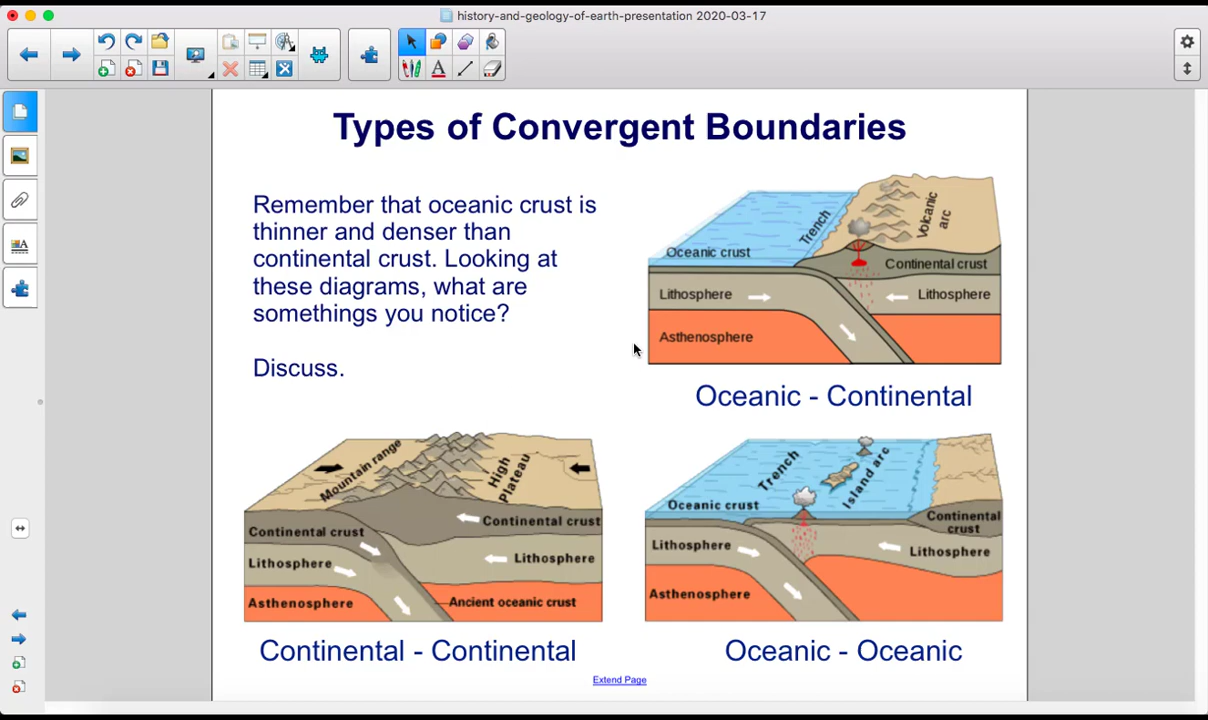 history-and-geology-of-earth-presentation 2020-03-17
Types of Convergent Boundaries
Remember that oceanic crust is
thinner and denser than
continental crust. Looking at
these diagrams, what are
somethings you notice?
Discuss.
Trench
Volcanic
arc
Oceanic crust
Continental crust
Lithosphere
Lithosphere
Asthenosphere
Oceanic - Continental
Mountain range
High
Plateau
Continental crust
Continental crust
Lithosphere
Lithosphere
Asthenosphere
Ancient oceanic crust
Continental - Continental
Trench
Island arc
Oceanic crust
Continental
crust
Lithosphere
Lithosphere
Asthenosphere
Oceanic - Oceanic
Extend Page